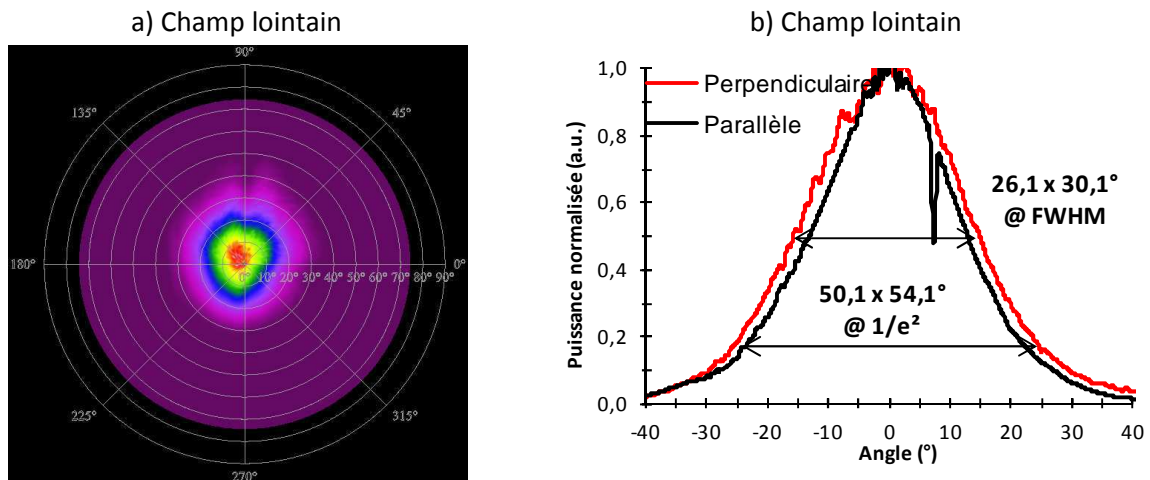 a) Champ lointain
b) Champ lointain
90°
135°
45°
180°
0° 10° 20° 30° 40° 50° 60° 70° 80° 90°
0°
225°
315°
270°
Puissance normalisée (a.u.)
1,0
0,8
0,6
0,4
0,2
0,0
Perpendiculaire
Parallèle
26,1 x 30,1°
@ FWHM
50,1 x 54,1°
@ 1/e²
-40 -30 -20 -10 0 10 20 30 40
Angle (°)